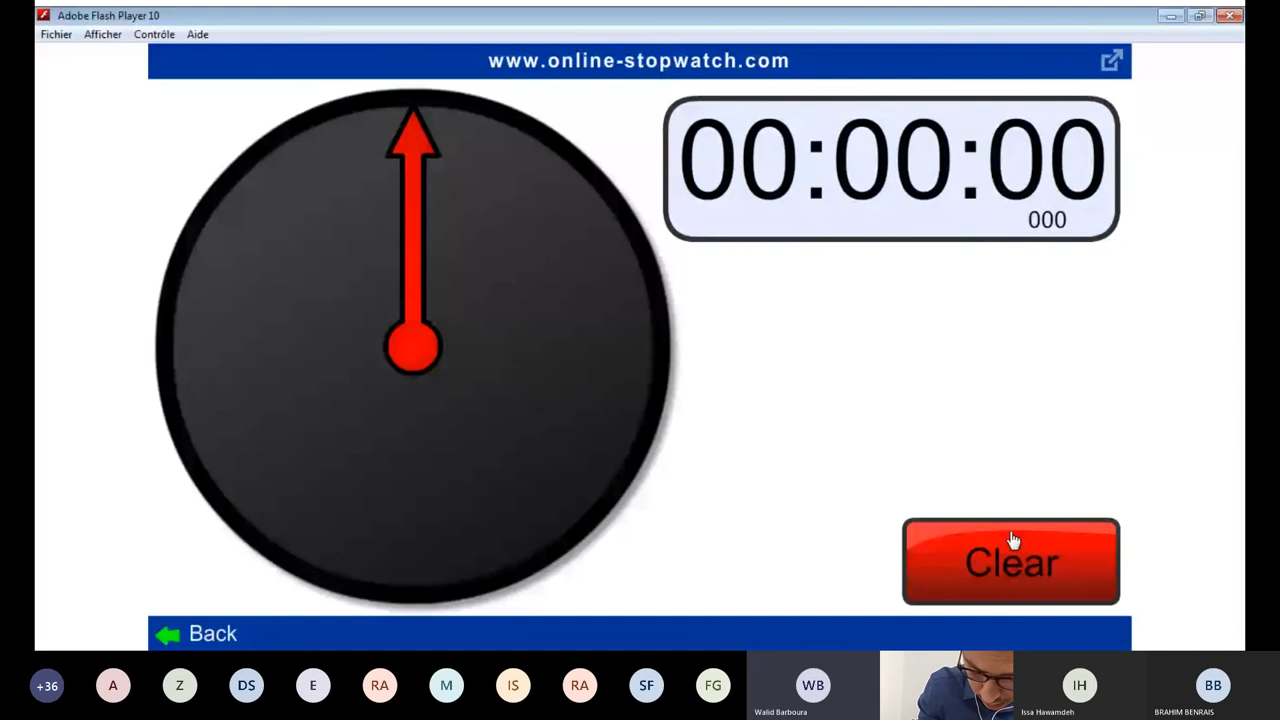 Adobe Flash Player 10
Fichier Afficher Contrôle Aide
www.online-stopwatch.com
00:00:00
000
Clear
Back
+36 A Z DS E RA M IS RA SF FG WB IH BB
Walid Barboura Issa Hawamdeh BRAHIM BENRAIS